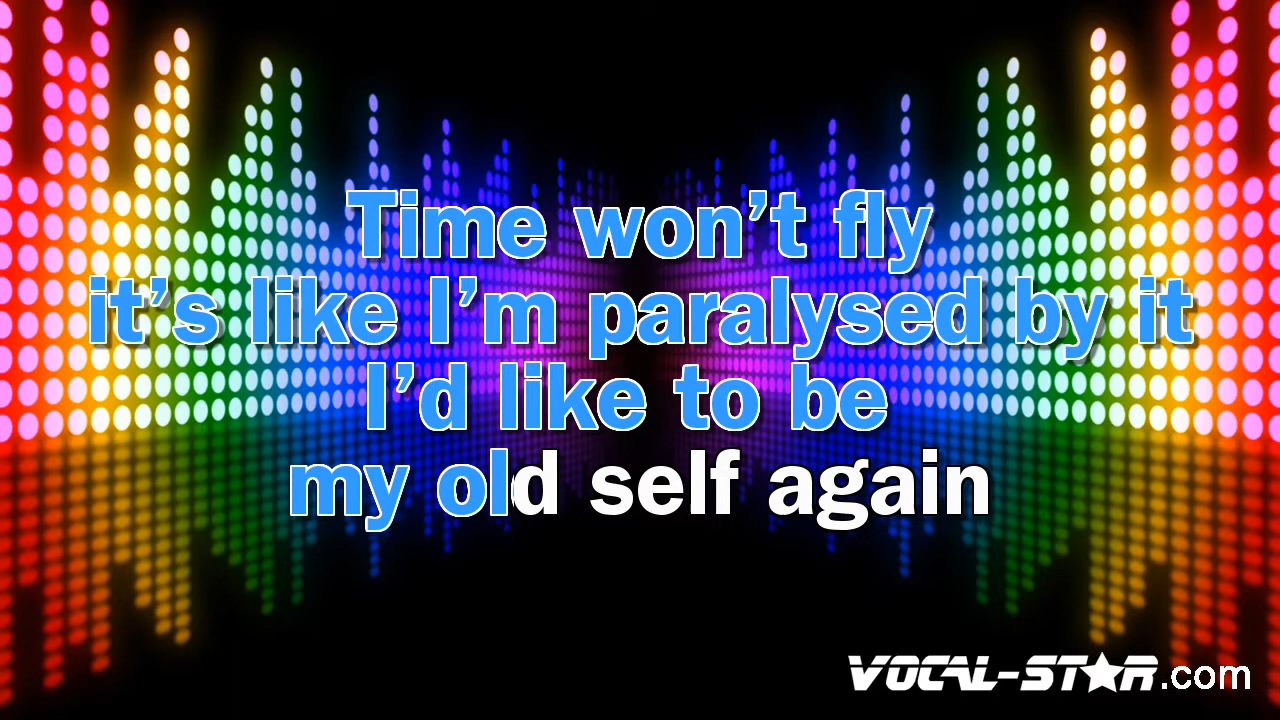 Time won’t fly
it’s like I’m paralysed by it
I’d like to be
my old self again
VOCAL-STAR.com